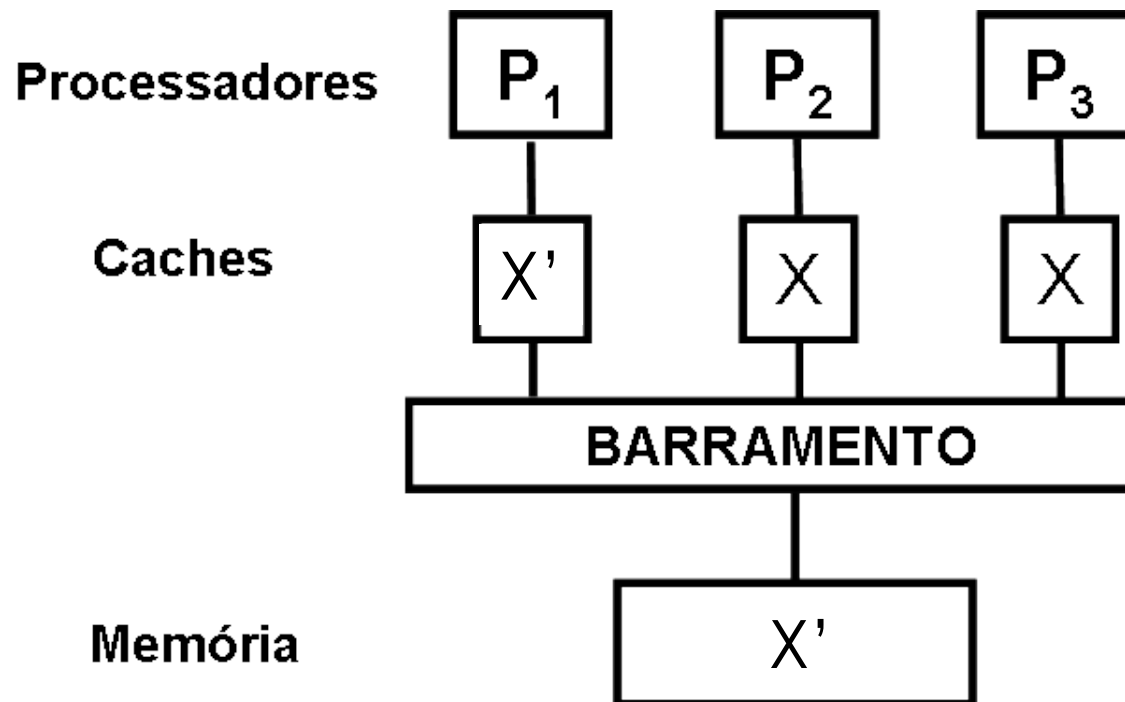 Processadores P₁ P₂ P₃
Caches X' X X
BARRAMENTO
Memória X'